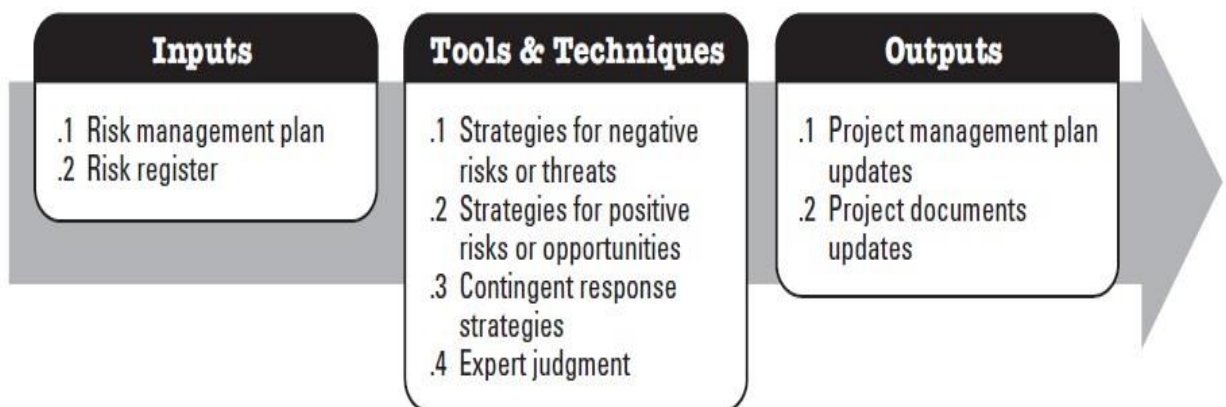 Inputs
.1 Risk management plan
.2 Risk register
Tools & Techniques
.1 Strategies for negative
risks or threats
.2 Strategies for positive
risks or opportunities
.3 Contingent response
strategies
.4 Expert judgment
Outputs
.1 Project management plan
updates
.2 Project documents
updates